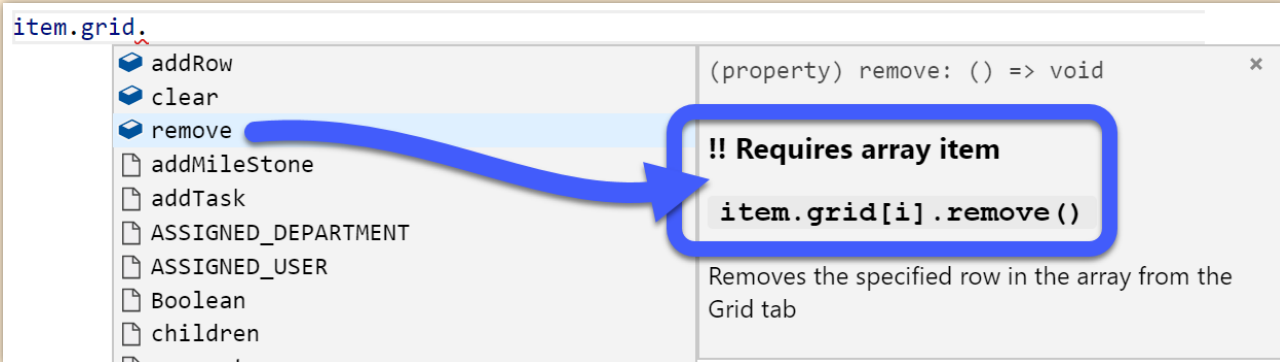 item.grid.
addRow
clear
remove
addMileStone
addTask
ASSIGNED_DEPARTMENT
ASSIGNED_USER
Boolean
children
(property) remove: () => void
×
!! Requires array item
item.grid[i].remove()
Removes the specified row in the array from the
Grid tab